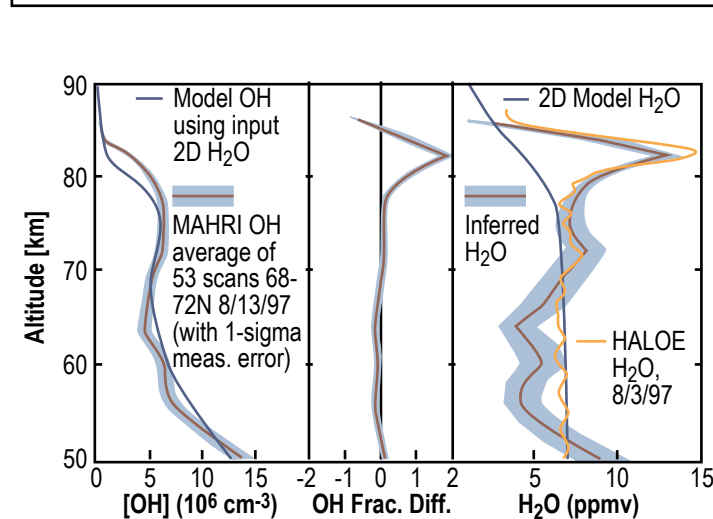 90
80
70
60
50
Altitude [km]
Model OH
using input
2D H₂O
MAHRI OH
average of
53 scans 68-
72N 8/13/97
(with 1-sigma
meas. error)
2D Model H₂O
Inferred
H₂O
HALOE
H₂O,
8/3/97
0 5 10 15 -2 -1 0 1 2 5 10 15
[OH] (10⁶ cm⁻³) OH Frac. Diff. H₂O (ppmv)